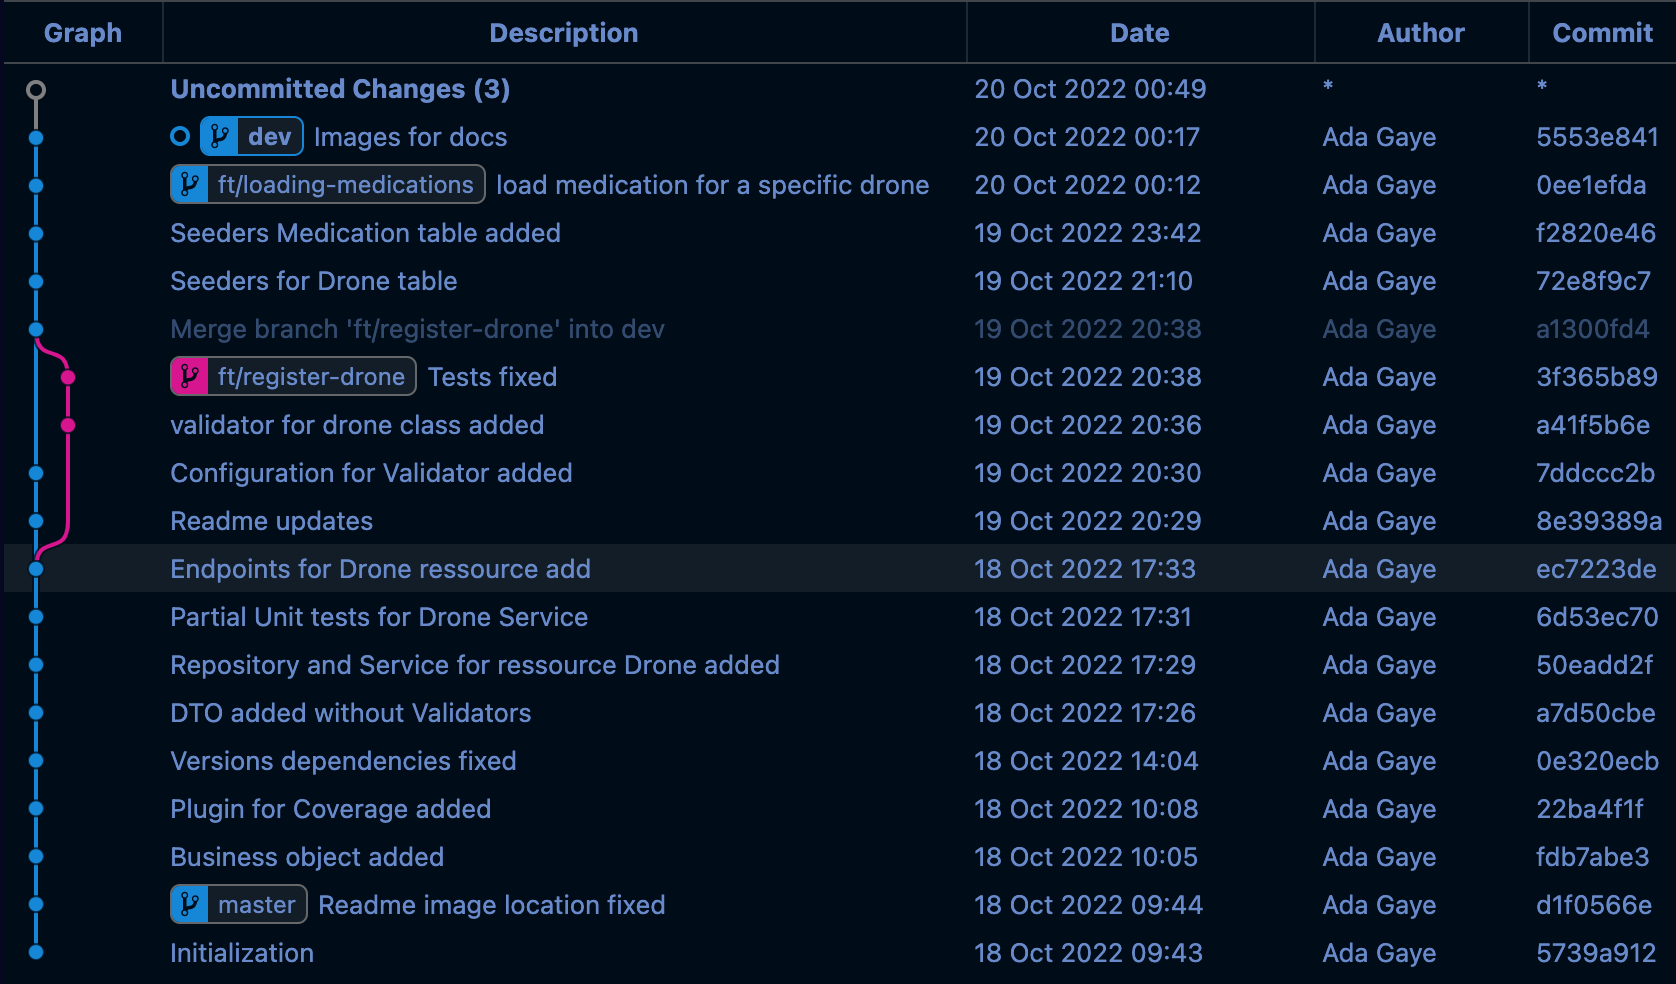 Graph Description Date Author Commit
Uncommitted Changes (3) 20 Oct 2022 00:49 * *
dev Images for docs 20 Oct 2022 00:17 Ada Gaye 5553e841
ft/loading-medications load medication for a specific drone 20 Oct 2022 00:12 Ada Gaye 0ee1efda
Seeders Medication table added 19 Oct 2022 23:42 Ada Gaye f2820e46
Seeders for Drone table 19 Oct 2022 21:10 Ada Gaye 72e8f9c7
Merge branch 'ft/register-drone' into dev 19 Oct 2022 20:38 Ada Gaye a1300fd4
ft/register-drone Tests fixed 19 Oct 2022 20:38 Ada Gaye 3f365b89
validator for drone class added 19 Oct 2022 20:36 Ada Gaye a41f5b6e
Configuration for Validator added 19 Oct 2022 20:30 Ada Gaye 7ddccc2b
Readme updates 19 Oct 2022 20:29 Ada Gaye 8e39389a
Endpoints for Drone ressource add 18 Oct 2022 17:33 Ada Gaye ec7223de
Partial Unit tests for Drone Service 18 Oct 2022 17:31 Ada Gaye 6d53ec70
Repository and Service for ressource Drone added 18 Oct 2022 17:29 Ada Gaye 50eadd2f
DTO added without Validators 18 Oct 2022 17:26 Ada Gaye a7d50cbe
Versions dependencies fixed 18 Oct 2022 14:04 Ada Gaye 0e320ecb
Plugin for Coverage added 18 Oct 2022 10:08 Ada Gaye 22ba4f1f
Business object added 18 Oct 2022 10:05 Ada Gaye fdb7abe3
master Readme image location fixed 18 Oct 2022 09:44 Ada Gaye d1f0566e
Initialization 18 Oct 2022 09:43 Ada Gaye 5739a912